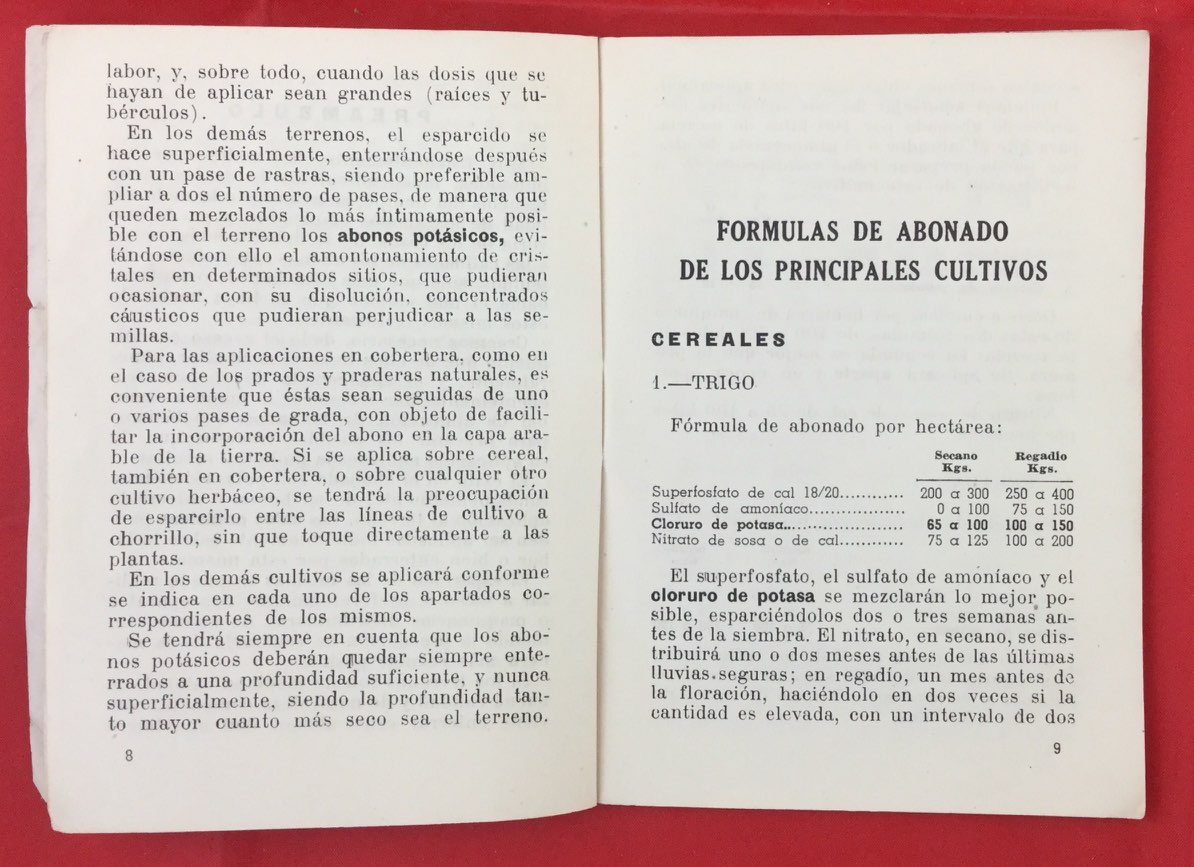 labor, y, sobre todo, cuando las dosis que se
hayan de aplicar sean grandes (raíces y tu-
bérculos).
En los demás terrenos, el esparcido se
hace superficialmente, enterrándose después
con un pase de rastras, siendo preferible am-
pliar a dos el número de pases, de manera que
queden mezclados lo más íntimamente posi-
ble con el terreno los abonos potásicos, evi-
tándose con ello el amontonamiento de cris-
tales en determinados sitios, que pudieran
ocasionar, con su disolución, concentrados
cáusticos que pudieran perjudicar a las se-
millas.
Para las aplicaciones en cobertera, como en
el caso de los prados y praderas naturales, es
conveniente que éstas sean seguidas de uno
o varios pases de grada, con objeto de facili-
tar la incorporación del abono en la capa ara-
ble de la tierra. Si se aplica sobre cereal,
también en cobertera, o sobre cualquier otro
cultivo herbáceo, se tendrá la preocupación
de esparcirlo entre las líneas de cultivo a
chorrillo, sin que toque directamente a las
plantas.
En los demás cultivos se aplicará conforme
se indica en cada uno de los apartados co-
rrespondientes de los mismos.
Se tendrá siempre en cuenta que los abo-
nos potásicos deberán quedar siempre ente-
rrados a una profundidad suficiente, y nunca
superficialmente, siendo la profundidad tan-
to mayor cuanto más seco sea el terreno.
8
FORMULAS DE ABONADO
DE LOS PRINCIPALES CULTIVOS
CEREALES
1.—TRIGO
Fórmula de abonado por hectárea:
Secano Regadío
Kgs. Kgs.
Superfosfato de cal 18/20............ 200 a 300 250 a 400
Sulfato de amoníaco.................. 0 a 100 75 a 150
Cloruro de potasa....................... 65 a 100 100 a 150
Nitrato de sosa o de cal............ 75 a 125 100 a 200
El superfosfato, el sulfato de amoníaco y el
cloruro de potasa se mezclarán lo mejor po-
sible, esparciéndolos dos o tres semanas an-
tes de la siembra. El nitrato, en secano, se dis-
tribuirá uno o dos meses antes de las últimas
lluvias seguras; en regadío, un mes antes de
la floración, haciéndolo en dos veces si la
cantidad es elevada, con un intervalo de dos
9